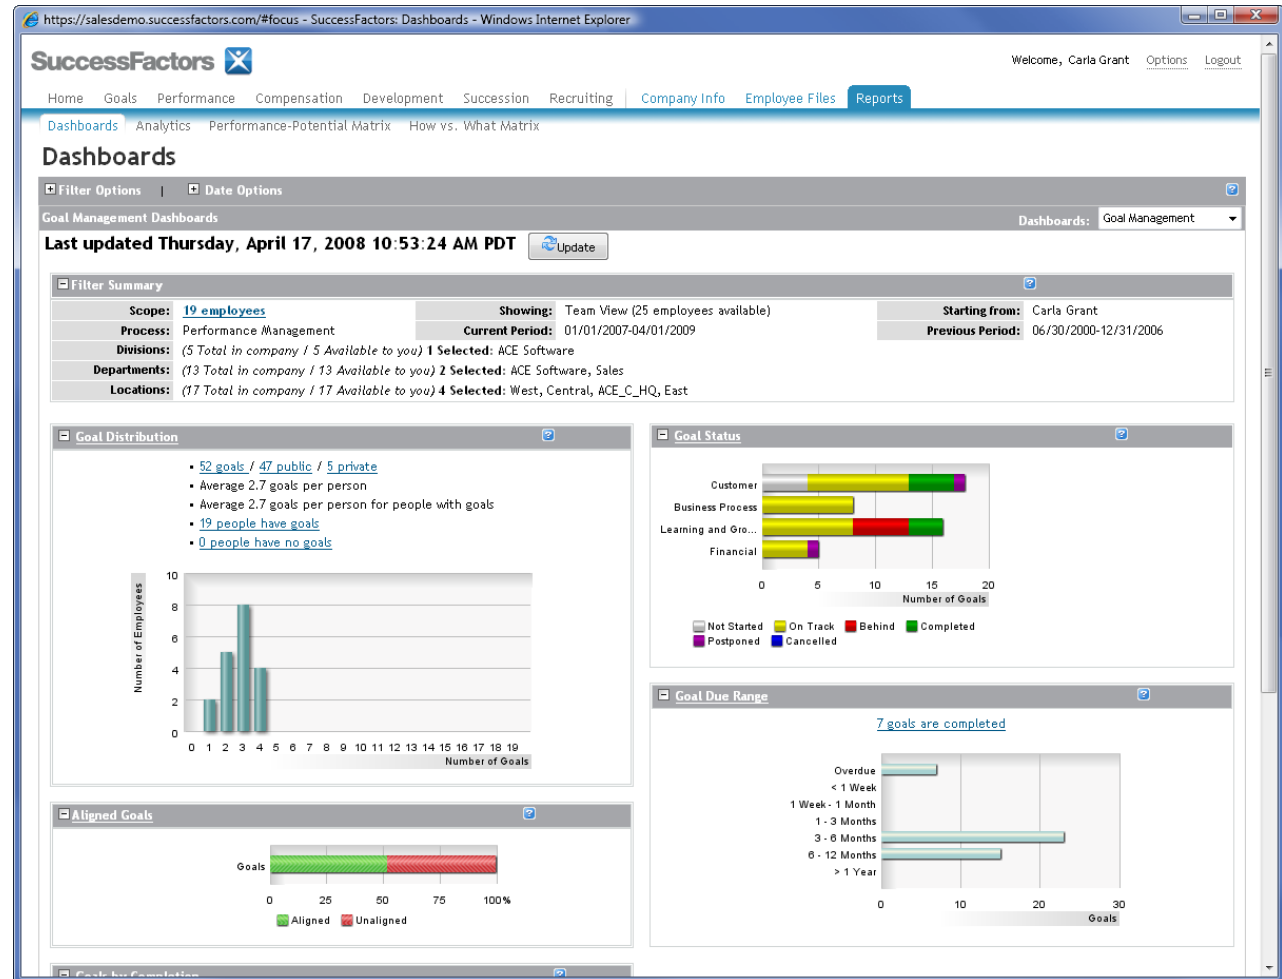 https://salesdemo.successfactors.com/#focus - SuccessFactors: Dashboards - Windows Internet Explorer
SuccessFactors
Welcome, Carla Grant Options Logout
Home Goals Performance Compensation Development Succession Recruiting Company Info Employee Files Reports
Dashboards Analytics Performance-Potential Matrix How vs. What Matrix
Dashboards
Filter Options | Date Options
Goal Management Dashboards Dashboards: Goal Management
Last updated Thursday, April 17, 2008 10:53:24 AM PDT Update
Filter Summary
Scope: 19 employees Showing: Team View (25 employees available) Starting from: Carla Grant
Process: Performance Management Current Period: 01/01/2007-04/01/2009 Previous Period: 06/30/2000-12/31/2006
Divisions: (5 Total in company / 5 Available to you) 1 Selected: ACE Software
Departments: (13 Total in company / 13 Available to you) 2 Selected: ACE Software, Sales
Locations: (17 Total in company / 17 Available to you) 4 Selected: West, Central, ACE_C_HQ, East
Goal Distribution
52 goals / 47 public / 5 private
Average 2.7 goals per person
Average 2.7 goals per person for people with goals
19 people have goals
0 people have no goals
Number of Employees
10
8
6
4
2
0
0 1 2 3 4 5 6 7 8 9 10 11 12 13 14 15 16 17 18 19
Number of Goals
Aligned Goals
Goals
0 25 50 75 100%
Aligned Unaligned
Goals by Completion
Goal Status
Customer
Business Process
Learning and Gro...
Financial
0 5 10 15 20
Number of Goals
Not Started On Track Behind Completed
Postponed Cancelled
Goal Due Range
7 goals are completed
Overdue
< 1 Week
1 Week - 1 Month
1 - 3 Months
3 - 6 Months
6 - 12 Months
> 1 Year
0 10 20 30
Goals